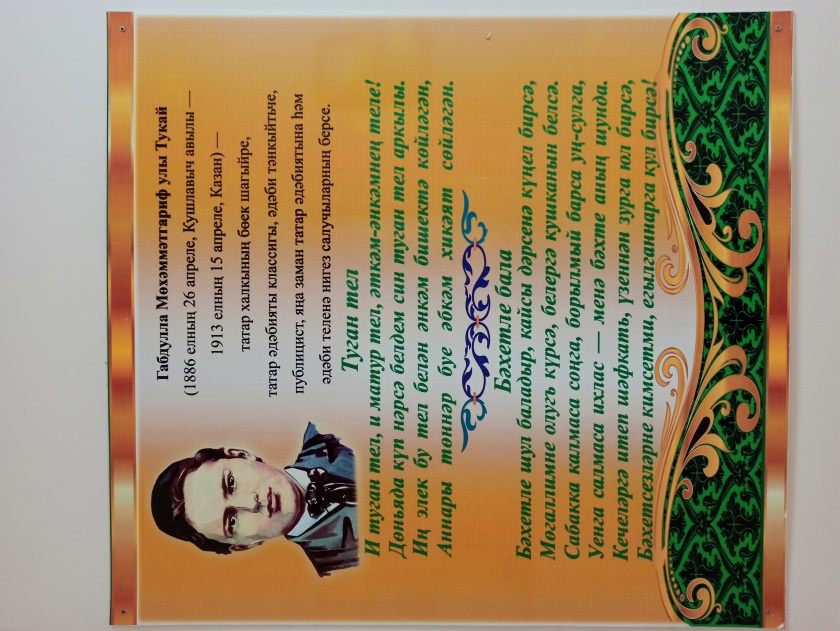 Габдулла Мөхәммәтгариф улы Тукай
(1886 елның 26 апреле, Кушлавыч авылы —
1913 елның 15 апреле, Казан) —
татар халкының бөек шагыйре,
татар әдәбияты классигы, әдәби тәнкыйтьче,
публицист, яңа заман татар әдәбиятына һәм
әдәби теленә нигез салучыларның берсе.
Туган тел
И туган тел, и матур тел, әткәм-әнкәмнең теле!
Дөньяда күп нәрсә белдем син туган тел аркылы.
Иң элек бу тел белән әнкәм бишектә көйләгән,
Аннары төннәр буе әбкәм хикәят сөйләгән.
Бәхетле бала
Бәхетле шул баладыр, кайсы дәрсенә күңел бирсә,
Мөгаллимне олугъ күрсә, белергә кушканын белсә.
Сабакка калмаса соңга, борылмый барса уң-сулга,
Уенга салмаса ихлас — менә бәхте аның шунда.
Кечеләргә итеп шәфкать, үзеннән зурга юл бирсә,
Бәхетсезләрне кимсетми, егылганнарга кул бирсә!